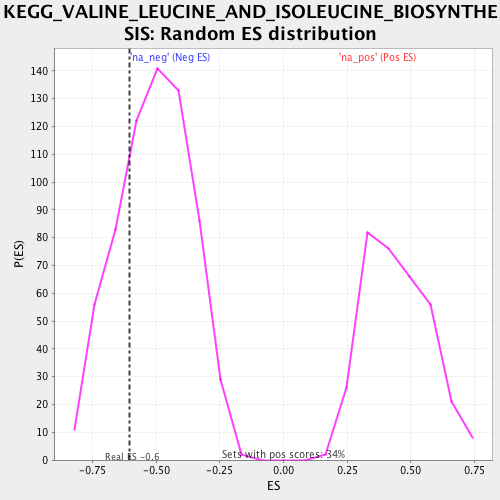 KEGG_VALINE_LEUCINE_AND_ISOLEUCINE_BIOSYNTHE
SIS: Random ES distribution
'na_neg' (Neg ES)
'na_pos' (Pos ES)
140
130
120
110
100
90
80
70
60
50
40
30
20
10
0
P(ES)
Real ES -0.6
Sets with pos scores: 34%
-0.75 -0.50 -0.25 0.00 0.25 0.50 0.75
ES